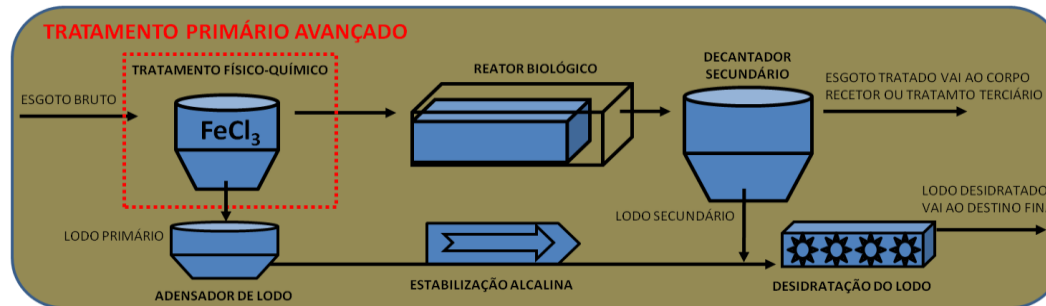 TRATAMENTO PRIMÁRIO AVANÇADO
TRATAMENTO FÍSICO-QUÍMICO
REATOR BIOLÓGICO
DECANTADOR
SECUNDÁRIO
ESGOTO BRUTO
ESGOTO TRATADO VAI AO CORPO
RECETOR OU TRATAMTO TERCIÁRIO
FeCl3
LODO PRIMÁRIO
LODO SECUNDÁRIO
LODO DESIDRATADO
VAI AO DESTINO FIN
ADENSADOR DE LODO
ESTABILIZAÇÃO ALCALINA
DESIDRATAÇÃO DO LODO